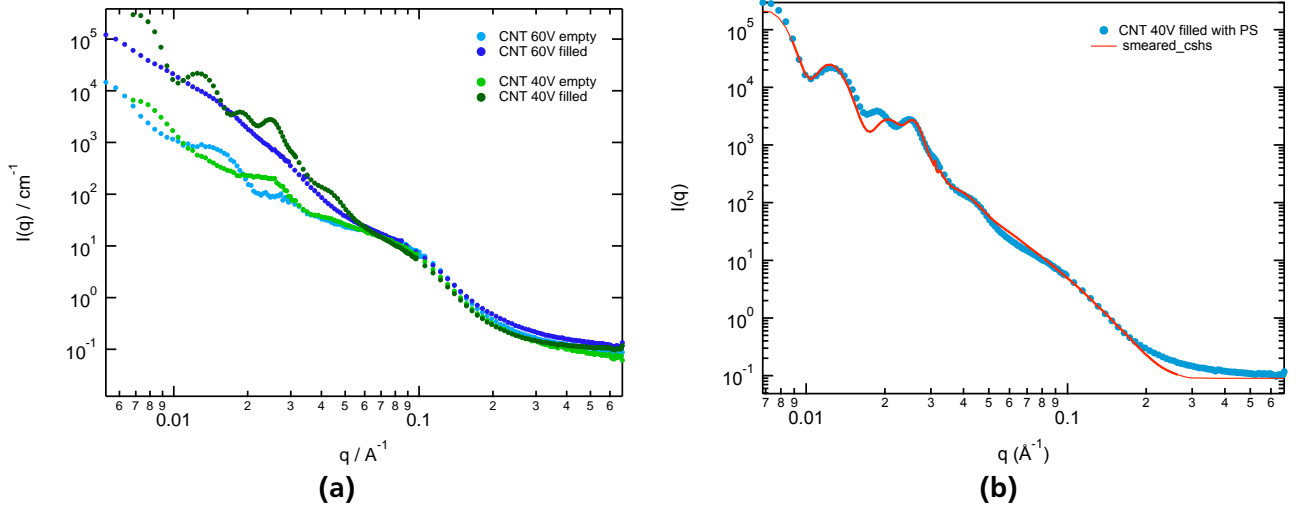 CNT 60V empty
CNT 60V filled
CNT 40V empty
CNT 40V filled
I(q) / cm^-1
10^5
10^4
10^3
10^2
10^1
10^0
10^-1
6 7 8 9 2 3 4 5 6 7 8 9 2 3 4 5 6
0.01 0.1
q / A^-1
(a)
CNT 40V filled with PS
smeared_cshs
I(q)
10^5
10^4
10^3
10^2
10^1
10^0
10^-1
7 8 9 2 3 4 5 6 7 8 9 2 3 4 5 6
0.01 0.1
q (Å^-1)
(b)